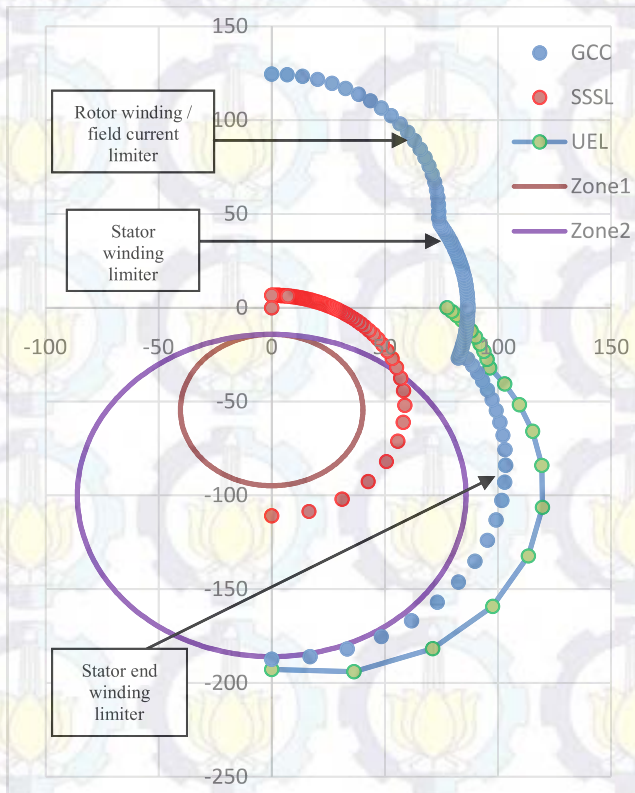 150
GCC
SSSL
Rotor winding /
field current
limiter
100
UEL
Zone1
50
Stator
winding
limiter
Zone2
0
-100
-50
0
50
100
150
-50
-100
-150
Stator end
winding
limiter
-200
-250